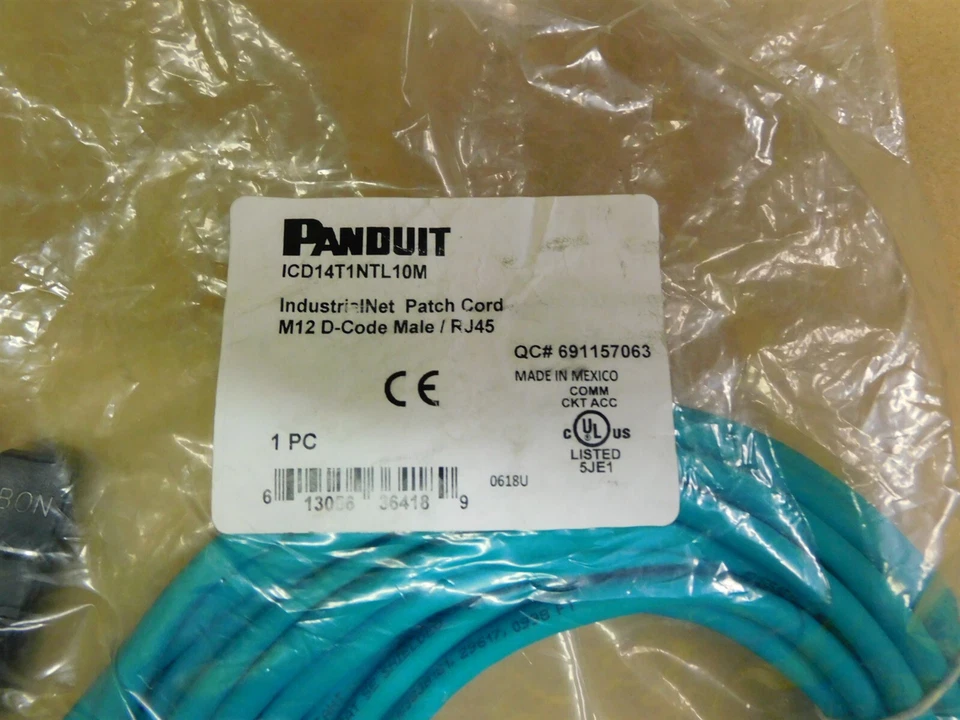 PANDUIT
ICD14T1NTL10M
IndustrialNet Patch Cord
M12 D-Code Male / RJ45
QC# 691157063
MADE IN MEXICO
COMM
CKT ACC
CE
C UL US
LISTED
5JE1
1 PC
0618U
6 13056 36418 9
BON